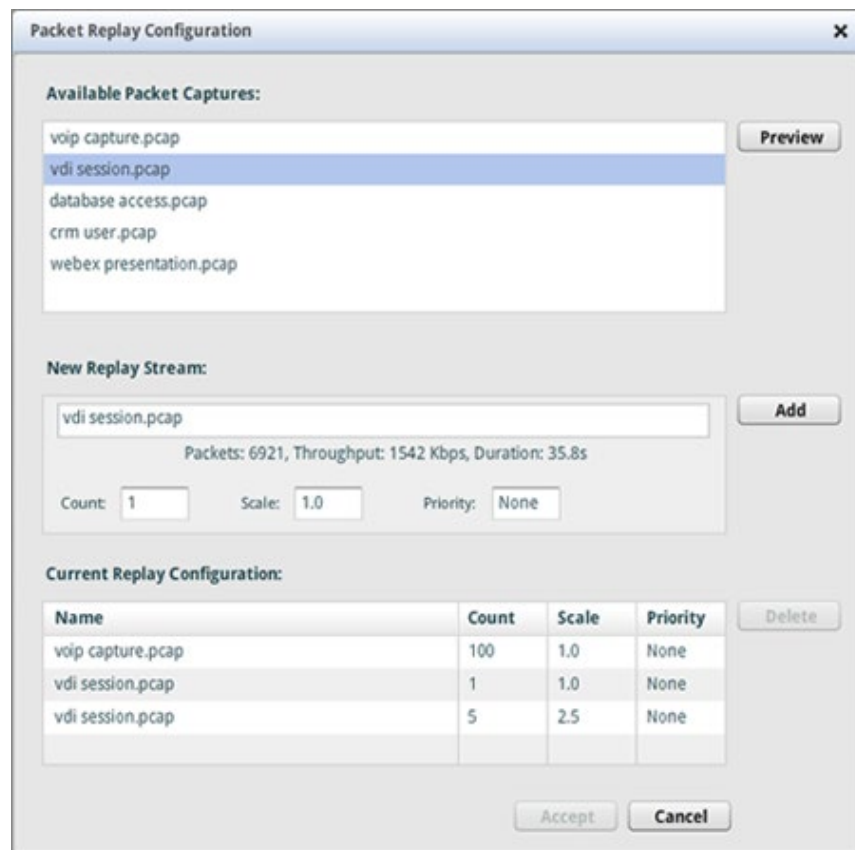 Packet Replay Configuration
Available Packet Captures:
voip capture.pcap
Preview
vdi session.pcap
database access.pcap
crm user.pcap
webex presentation.pcap
New Replay Stream:
vdi session.pcap
Add
Packets: 6921, Throughput: 1542 Kbps, Duration: 35.8s
Count: 1 Scale: 1.0 Priority: None
Current Replay Configuration:
Name Count Scale Priority
Delete
voip capture.pcap 100 1.0 None
vdi session.pcap 1 1.0 None
vdi session.pcap 5 2.5 None
Accept Cancel